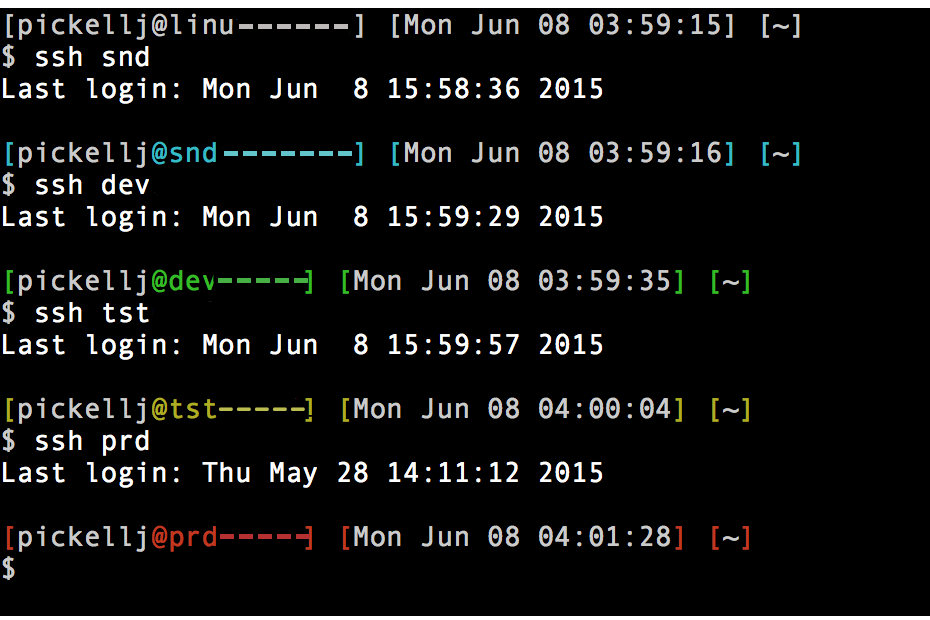 [pickellj@linu-------] [Mon Jun 08 03:59:15] [~]
$ ssh snd
Last login: Mon Jun  8 15:58:36 2015
[pickellj@snd--------] [Mon Jun 08 03:59:16] [~]
$ ssh dev
Last login: Mon Jun  8 15:59:29 2015
[pickellj@dev-----] [Mon Jun 08 03:59:35] [~]
$ ssh tst
Last login: Mon Jun  8 15:59:57 2015
[pickellj@tst-----] [Mon Jun 08 04:00:04] [~]
$ ssh prd
Last login: Thu May 28 14:11:12 2015
[pickellj@prd-----] [Mon Jun 08 04:01:28] [~]
$